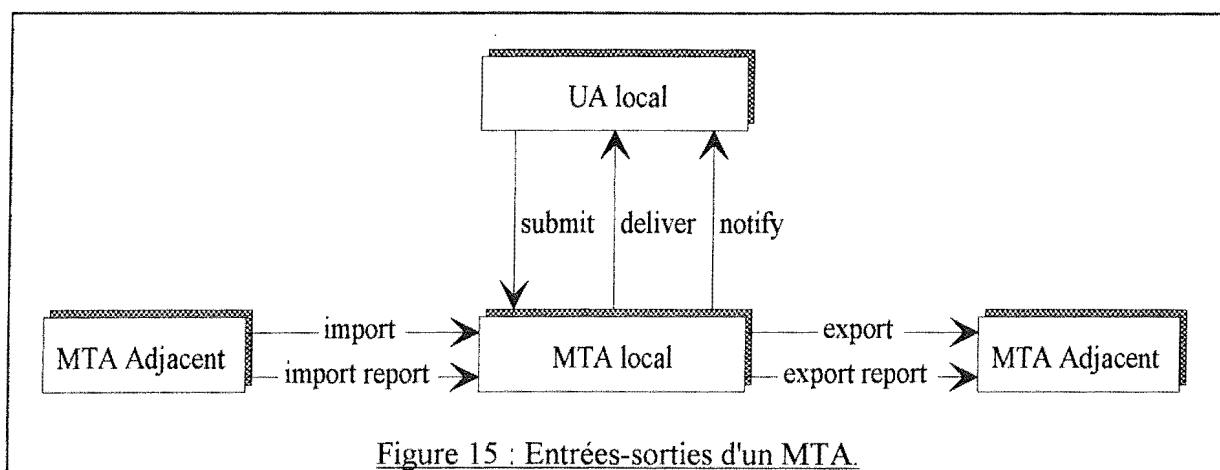 UA local
submit deliver notify
MTA Adjacent
import
import report
MTA local
export
export report
MTA Adjacent
Figure 15 : Entrées-sorties d'un MTA.